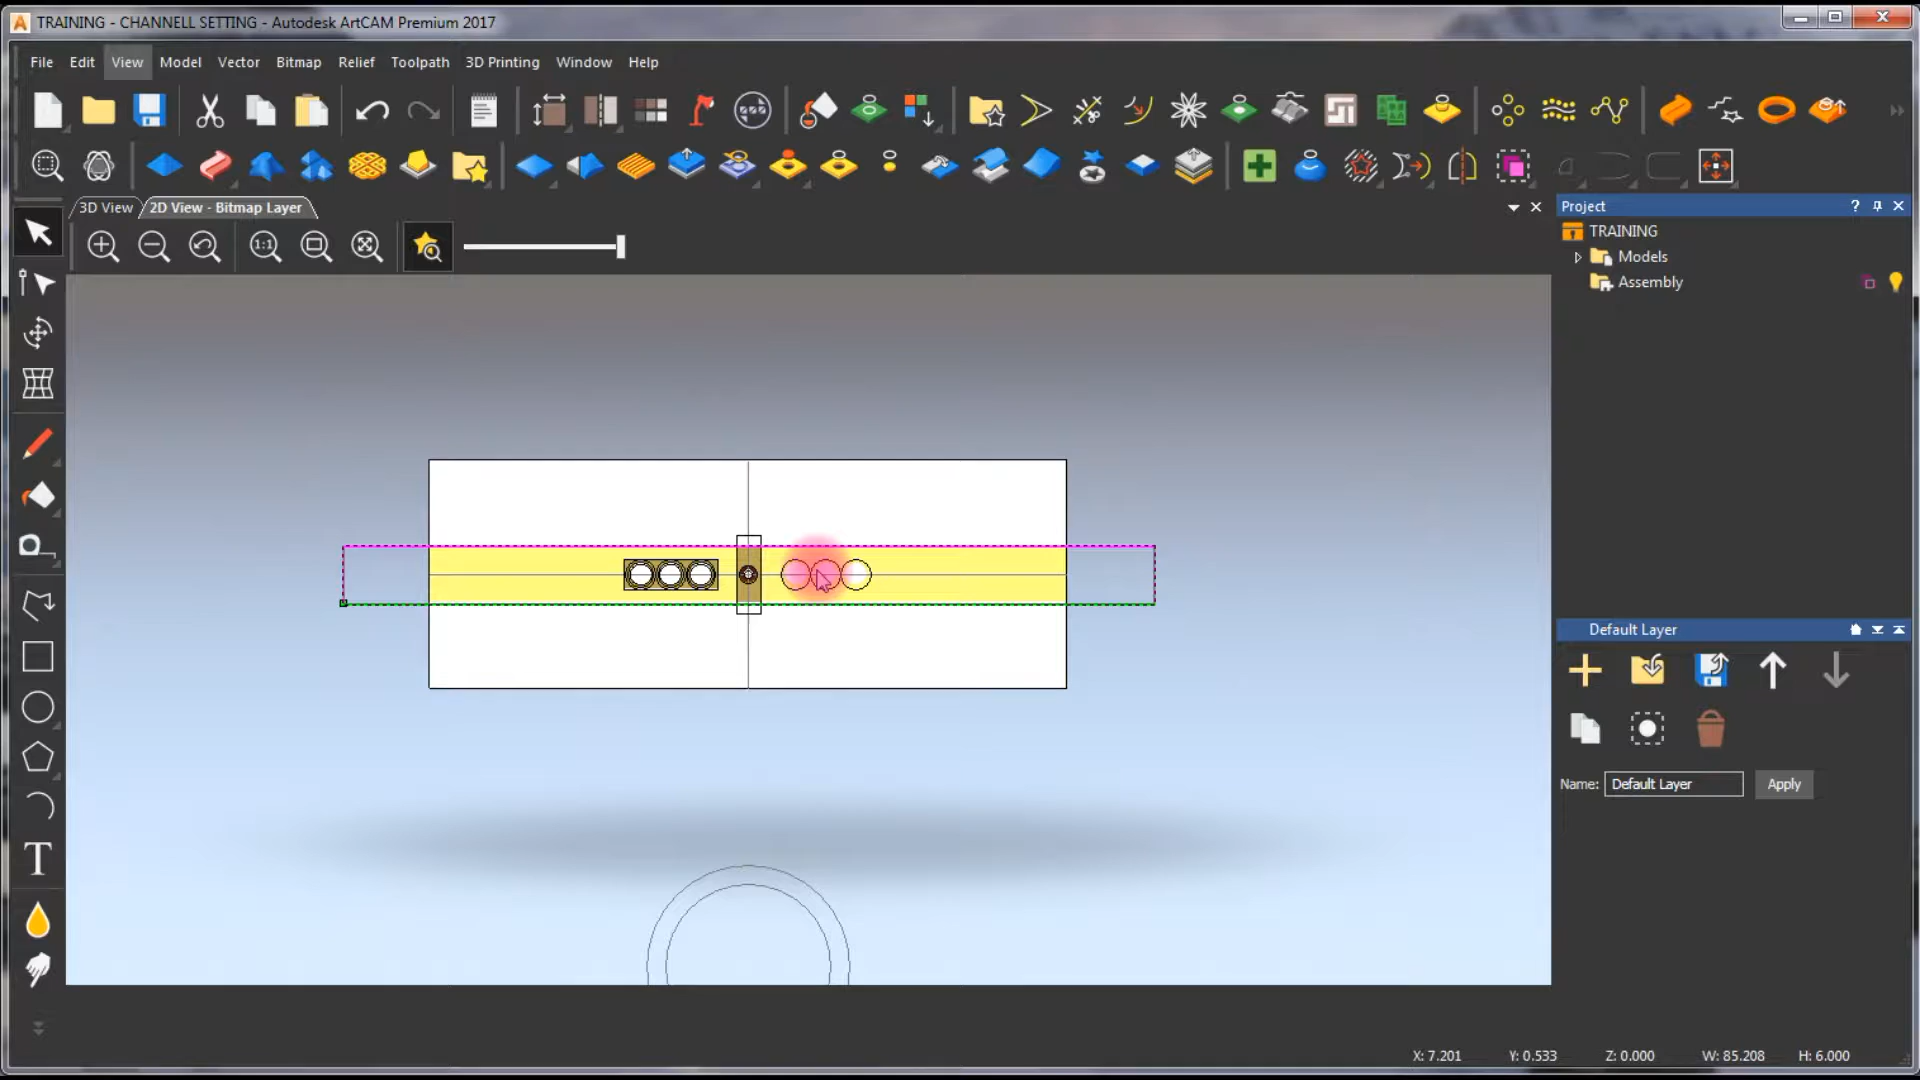 TRAINING - CHANNELL SETTING - Autodesk ArtCAM Premium 2017
File Edit View Model Vector Bitmap Relief Toolpath 3D Printing Window Help
3D View 2D View - Bitmap Layer
1:1
T
Project
TRAINING
Models
Assembly
Default Layer
Name: Default Layer Apply
X: 7.201 Y: 0.533 Z: 0.000 W: 85.208 H: 6.000